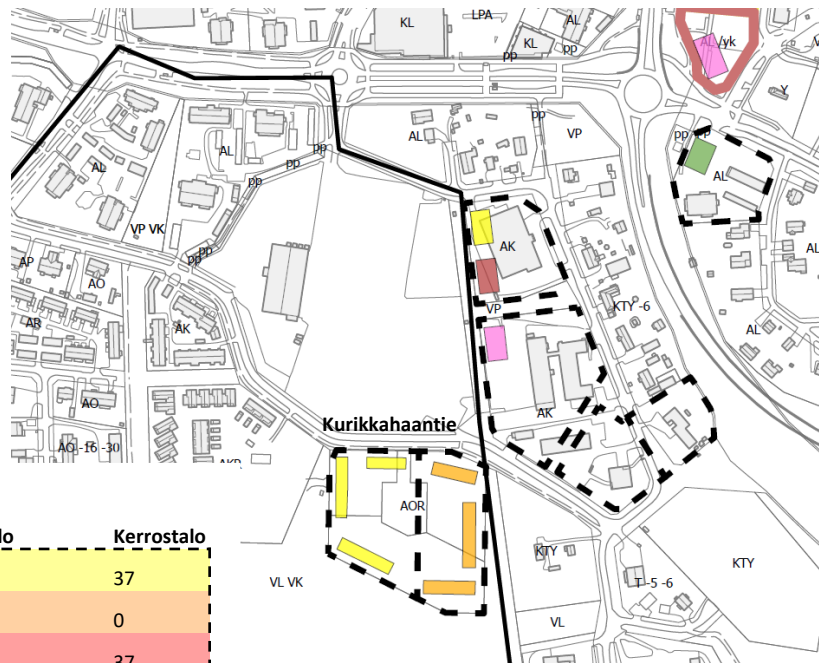 KL
LPA
AL
KL
pp
pp
AL /yk
Y
AL
pp
VP
pp
AL
pp
pp
AL
AL
pp
VP VK
pp
pp
AK
AL
AP
AO
AR
AK
VP
KTY -6
AL
AO
AK
Kurikkahaantie
AO -16 -30
AOR
KTY
KTY
VL VK
T -5 -6
VL
Kerrostalo
37
0
37